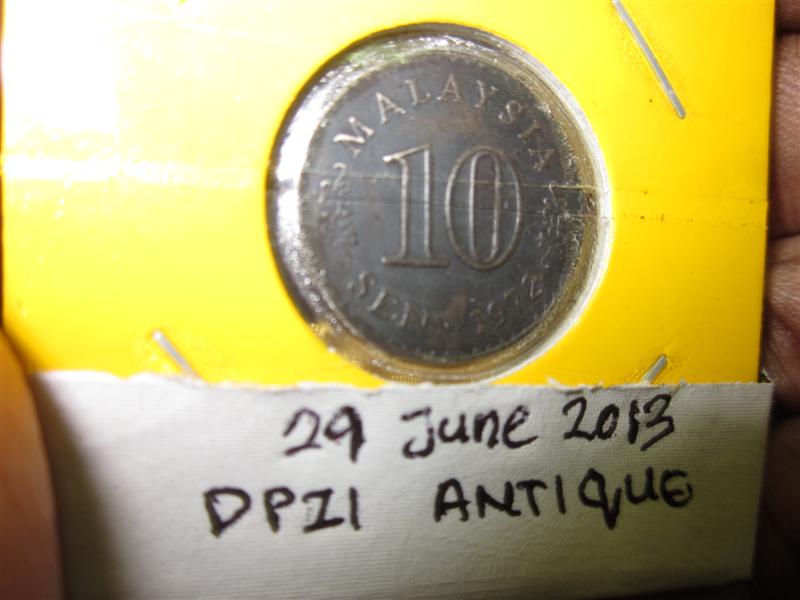 MALAYSIA
10
SEN 1972
29 June 2013
DPZI ANTIQUE